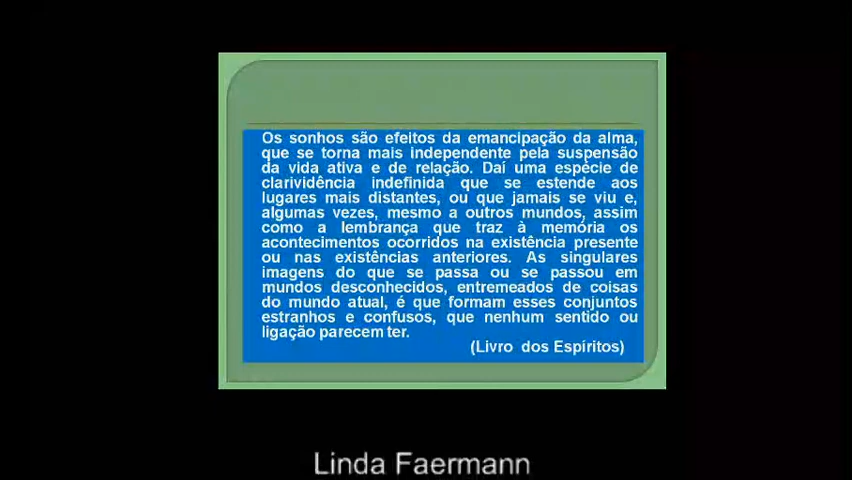 Os sonhos são efeitos da emancipação da alma,
que se torna mais independente pela suspensão
da vida ativa e de relação. Daí uma espécie de
clarividência indefinida que se estende aos
lugares mais distantes, ou que jamais se viu e,
algumas vezes, mesmo a outros mundos, assim
como a lembrança que traz à memória os
acontecimentos ocorridos na existência presente
ou nas existências anteriores. As singulares
imagens do que se passa ou se passou em
mundos desconhecidos, entremeados de coisas
do mundo atual, é que formam esses conjuntos
estranhos e confusos, que nenhum sentido ou
ligação parecem ter.
(Livro dos Espíritos)
Linda Faermann